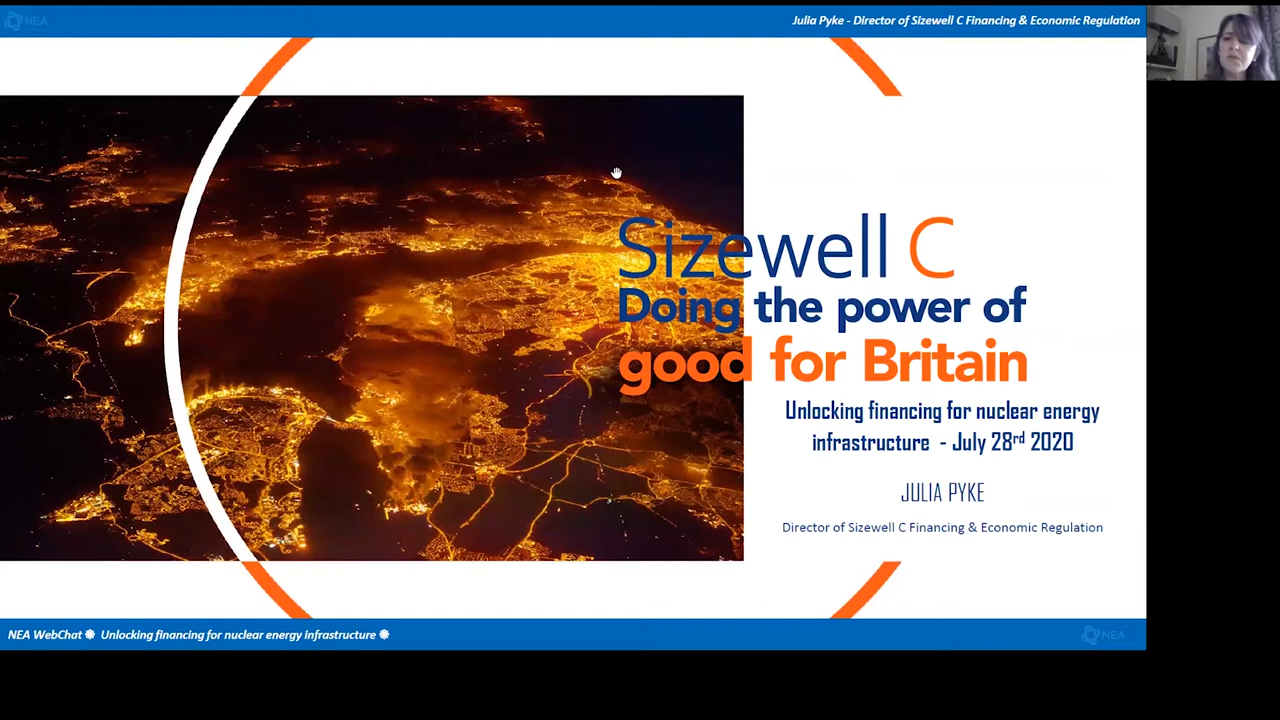 NEA
Julia Pyke - Director of Sizewell C Financing & Economic Regulation
Sizewell C
Doing the power of
good for Britain
Unlocking financing for nuclear energy
infrastructure - July 28rd 2020
JULIA PYKE
Director of Sizewell C Financing & Economic Regulation
NEA WebChat Unlocking financing for nuclear energy infrastructure
NEA